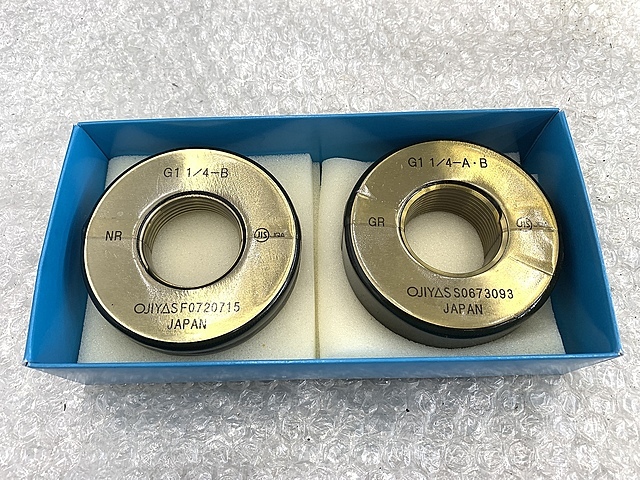 G1 1/4-B
NR
JIS
OJIYAS F0720715
JAPAN
G1 1/4-A·B
GR
JIS
OJIYAS S0673093
JAPAN